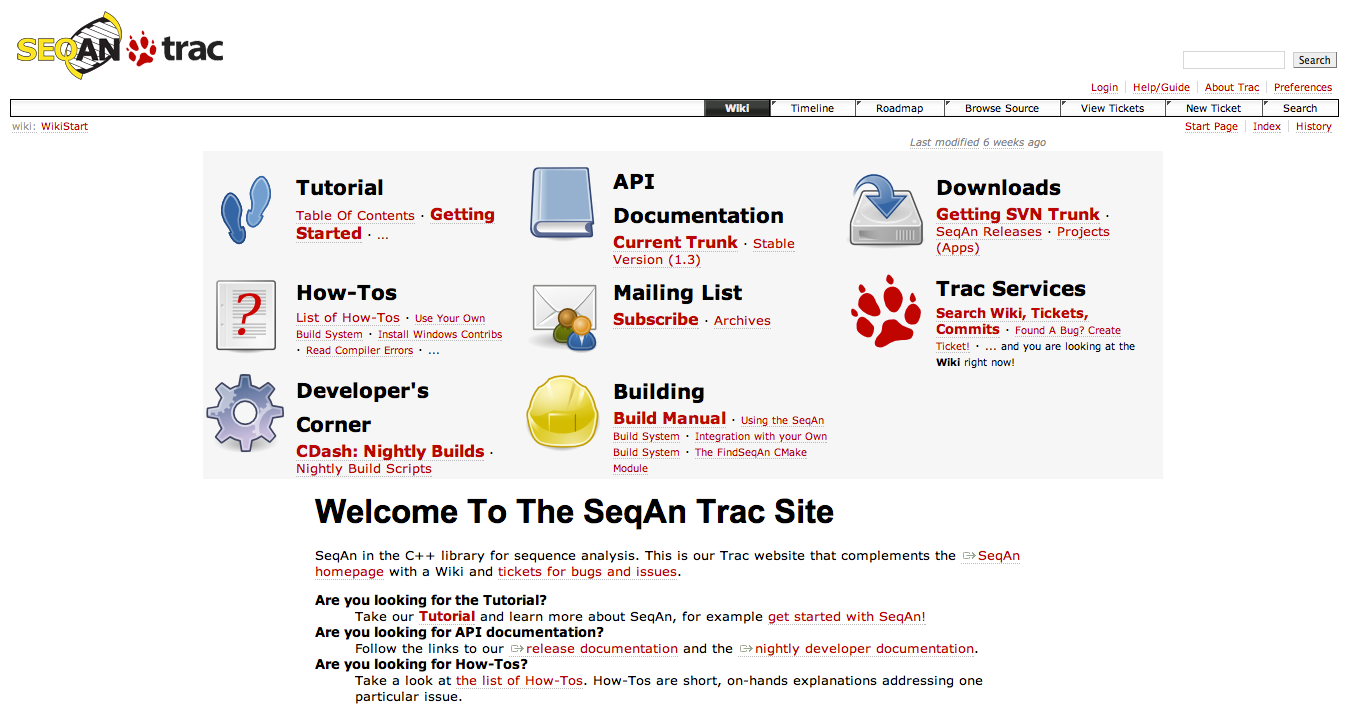 SEQAN trac
Search
Login Help/Guide About Trac Preferences
Wiki Timeline Roadmap Browse Source View Tickets New Ticket Search
wiki: WikiStart
Start Page Index History
Last modified 6 weeks ago
Tutorial
Table Of Contents · Getting
Started · ...
API
Documentation
Current Trunk · Stable
Version (1.3)
Downloads
Getting SVN Trunk ·
SeqAn Releases · Projects
(Apps)
?
How-Tos
List of How-Tos · Use Your Own
Build System · Install Windows Contribs
· Read Compiler Errors · ...
Mailing List
Subscribe · Archives
Trac Services
Search Wiki, Tickets,
Commits · Found A Bug? Create
Ticket! · ... and you are looking at the
Wiki right now!
Developer's
Corner
CDash: Nightly Builds ·
Nightly Build Scripts
Building
Build Manual · Using the SeqAn
Build System · Integration with your Own
Build System · The FindSeqAn CMake
Module
Welcome To The SeqAn Trac Site
SeqAn in the C++ library for sequence analysis. This is our Trac website that complements the SeqAn
homepage with a Wiki and tickets for bugs and issues.
Are you looking for the Tutorial?
Take our Tutorial and learn more about SeqAn, for example get started with SeqAn!
Are you looking for API documentation?
Follow the links to our release documentation and the nightly developer documentation.
Are you looking for How-Tos?
Take a look at the list of How-Tos. How-Tos are short, on-hands explanations addressing one
particular issue.